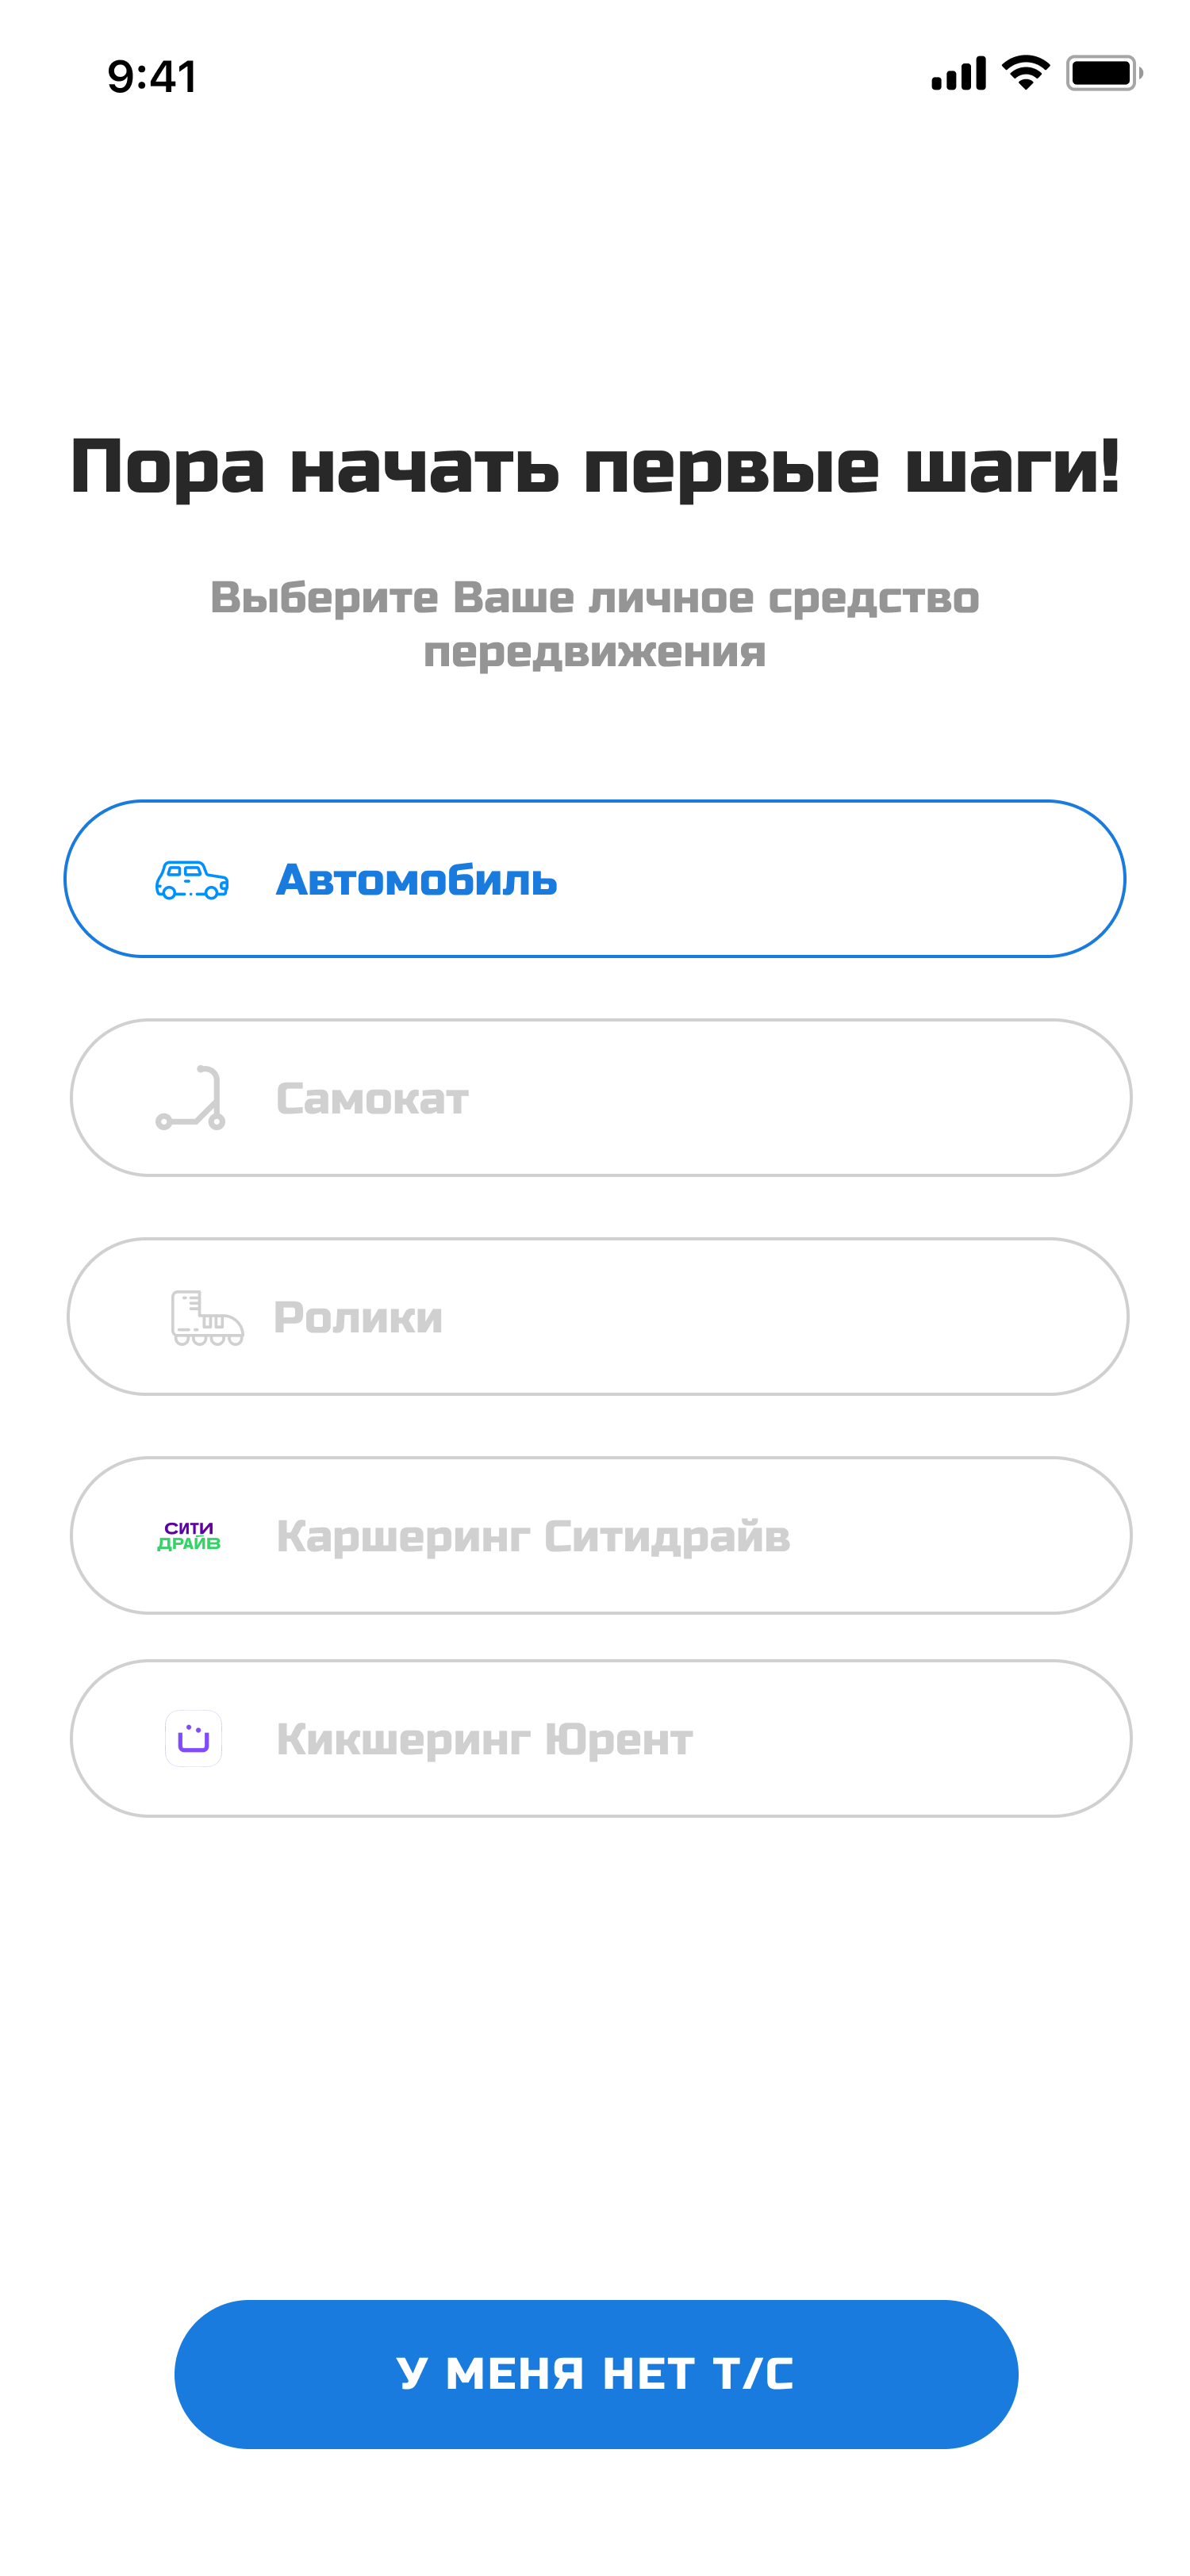 9:41
Пора начать первые шаги!
Выберите Ваше личное средство
передвижения
Автомобиль
Самокат
Ролики
СИТИ
ДРАЙВ
Каршеринг Ситидрайв
Кикшеринг Юрент
У МЕНЯ НЕТ Т/С